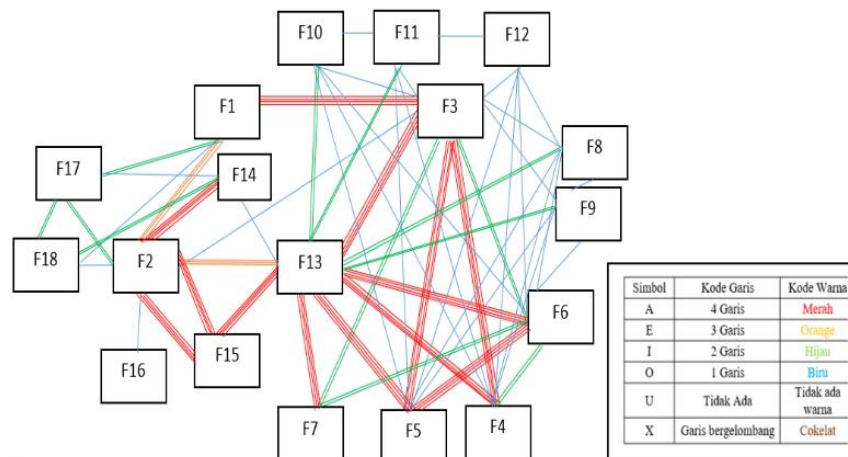 F10
F11
F12
F1
F3
F17
F14
F8
F9
F18
F2
F13
F6
F16
F15
F7
F5
F4
Simbol Kode Garis Kode Warna
A 4 Garis Merah
E 3 Garis Orange
I 2 Garis Hijau
O 1 Garis Biru
U Tidak Ada Tidak ada
warna
X Garis bergelombang Cokelat